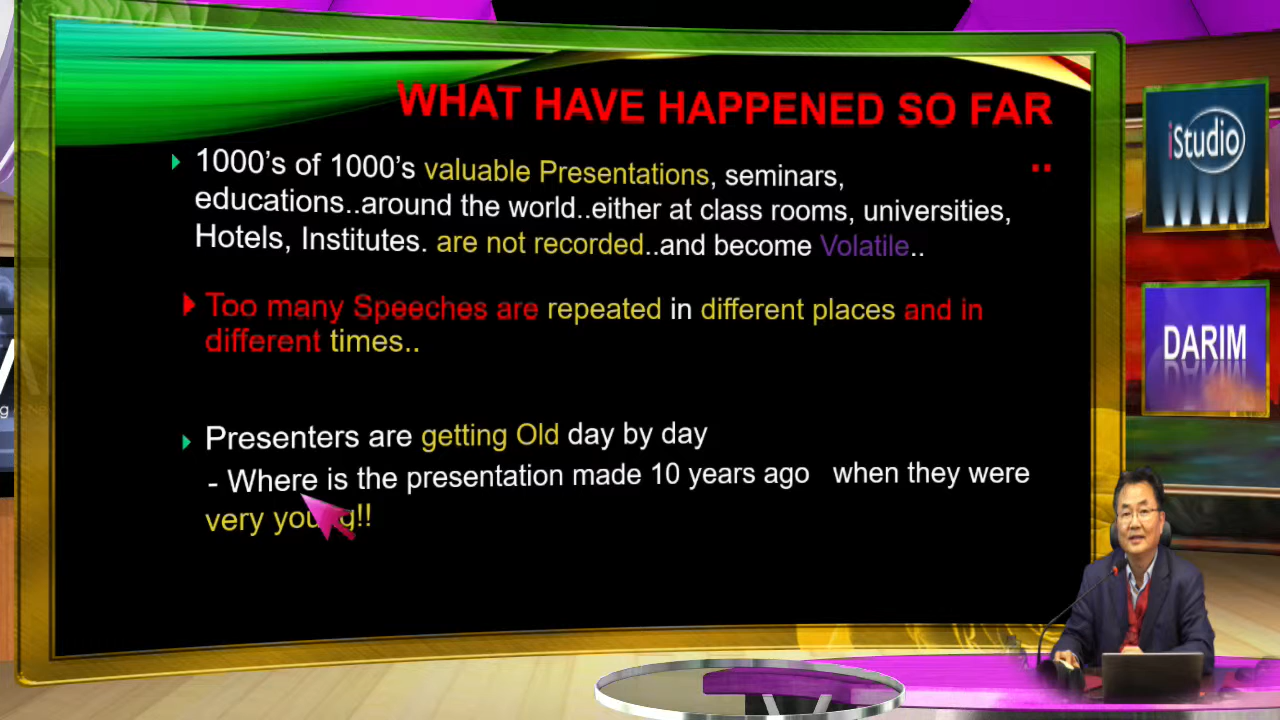 WHAT HAVE HAPPENED SO FAR
..
1000's of 1000's valuable Presentations, seminars,
educations..around the world..either at class rooms, universities,
Hotels, Institutes. are not recorded..and become Volatile..
Too many Speeches are repeated in different places and in
different times..
Presenters are getting Old day by day
- Where is the presentation made 10 years ago when they were
very young!!
iStudio
DARIM